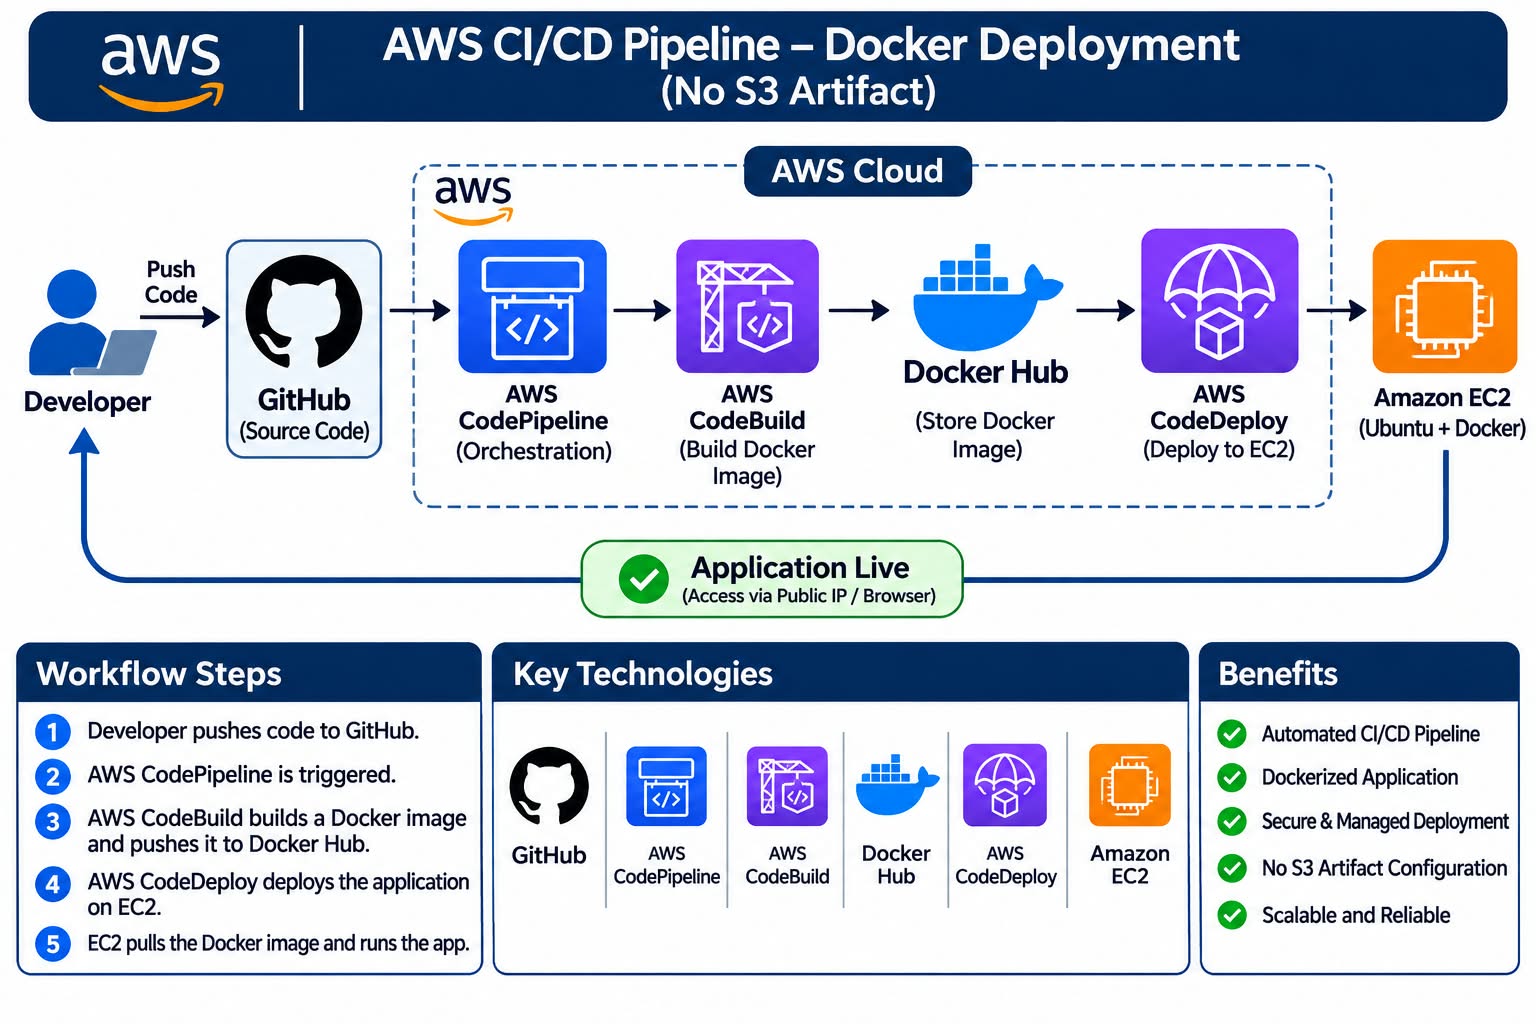 aws
AWS CI/CD Pipeline – Docker Deployment
(No S3 Artifact)
AWS Cloud
aws
Push
Code
Developer
GitHub
(Source Code)
AWS
CodePipeline
(Orchestration)
AWS
CodeBuild
(Build Docker
Image)
Docker Hub
(Store Docker
Image)
AWS
CodeDeploy
(Deploy to EC2)
Amazon EC2
(Ubuntu + Docker)
Application Live
(Access via Public IP / Browser)
Workflow Steps
1 Developer pushes code to GitHub.
2 AWS CodePipeline is triggered.
3 AWS CodeBuild builds a Docker image
and pushes it to Docker Hub.
4 AWS CodeDeploy deploys the application
on EC2.
5 EC2 pulls the Docker image and runs the app.
Key Technologies
GitHub
AWS
CodePipeline
AWS
CodeBuild
Docker
Hub
AWS
CodeDeploy
Amazon
EC2
Benefits
Automated CI/CD Pipeline
Dockerized Application
Secure & Managed Deployment
No S3 Artifact Configuration
Scalable and Reliable